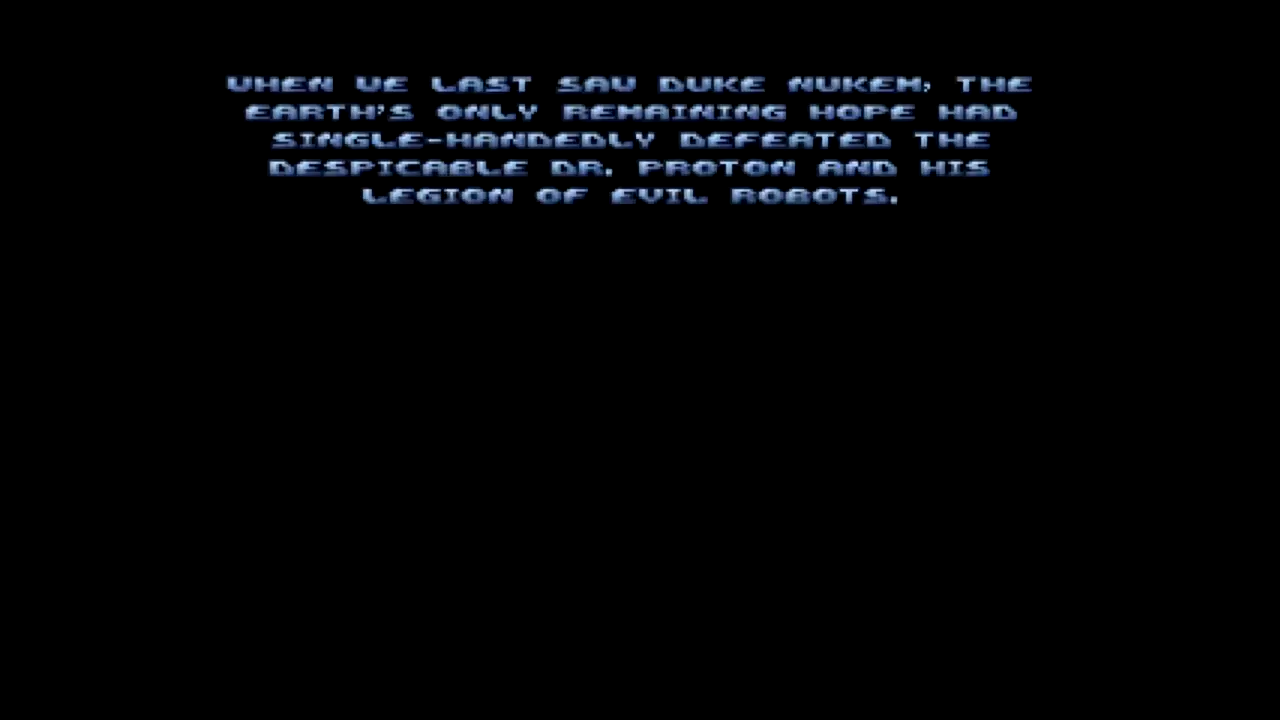 WHEN WE LAST SAW DUKE NUKEM, THE
EARTH'S ONLY REMAINING HOPE HAD
SINGLE-HANDEDLY DEFEATED THE
DESPICABLE DR. PROTON AND HIS
LEGION OF EVIL ROBOTS.